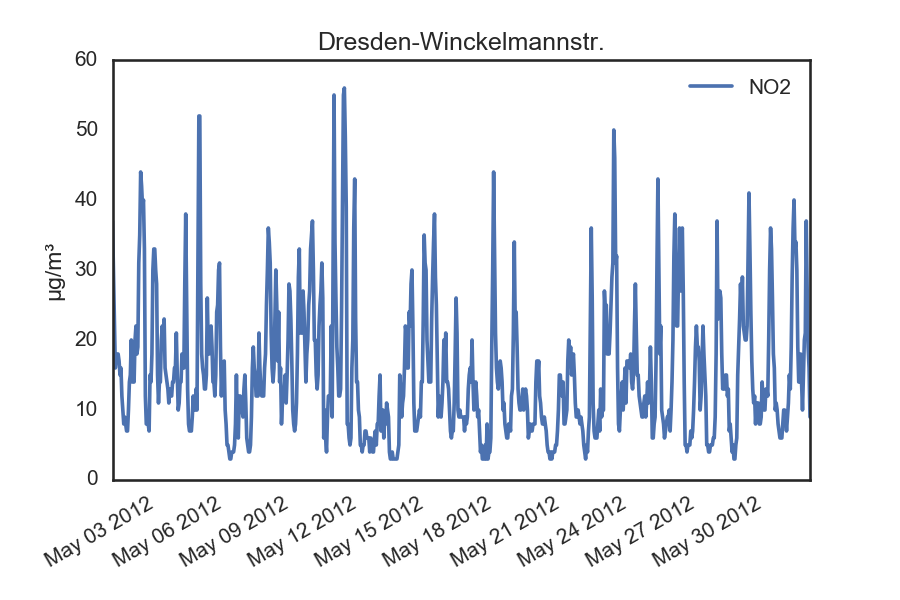 Dresden-Winckelmannstr.
60
50
40
30
20
10
0
µg/m³
NO2
May 03 2012
May 06 2012
May 09 2012
May 12 2012
May 15 2012
May 18 2012
May 21 2012
May 24 2012
May 27 2012
May 30 2012